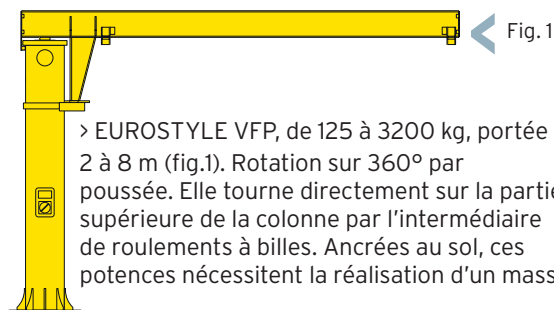 Fig. 1
> EUROSTYLE VFP, de 125 à 3200 kg, portée
2 à 8 m (fig.1). Rotation sur 360° par
poussée. Elle tourne directement sur la partie
supérieure de la colonne par l'intermédiaire
de roulements à billes. Ancrées au sol, ces
potences nécessitent la réalisation d'un mass